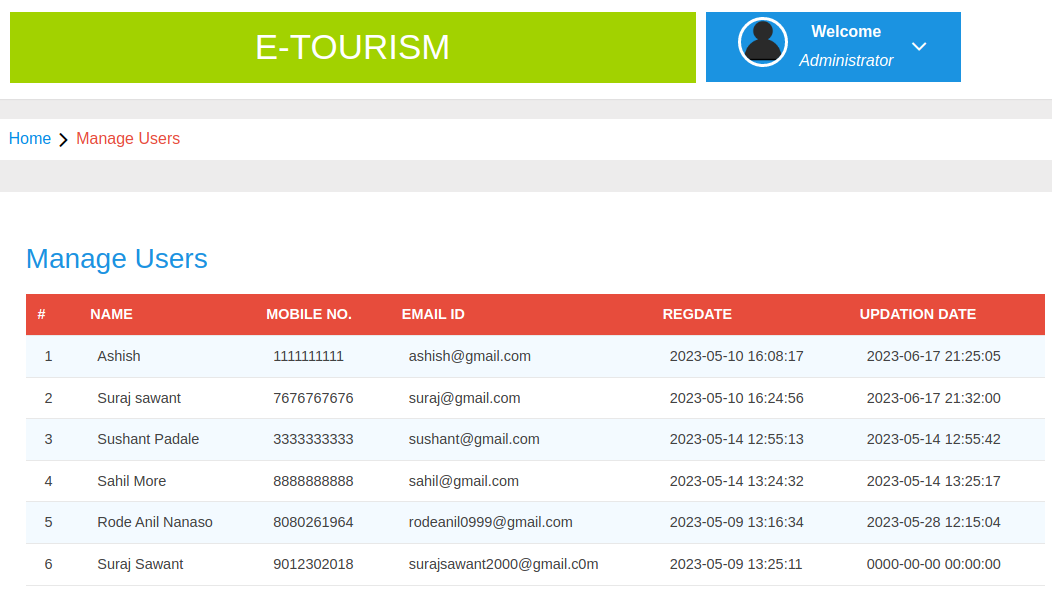 E-TOURISM
Welcome
Administrator
Home Manage Users
Manage Users
# NAME MOBILE NO. EMAIL ID REGDATE UPDATION DATE
1 Ashish 1111111111 ashish@gmail.com 2023-05-10 16:08:17 2023-06-17 21:25:05
2 Suraj sawant 7676767676 suraj@gmail.com 2023-05-10 16:24:56 2023-06-17 21:32:00
3 Sushant Padale 3333333333 sushant@gmail.com 2023-05-14 12:55:13 2023-05-14 12:55:42
4 Sahil More 8888888888 sahil@gmail.com 2023-05-14 13:24:32 2023-05-14 13:25:17
5 Rode Anil Nanaso 8080261964 rodeanil0999@gmail.com 2023-05-09 13:16:34 2023-05-28 12:15:04
6 Suraj Sawant 9012302018 surajsawant2000@gmail.c0m 2023-05-09 13:25:11 0000-00-00 00:00:00